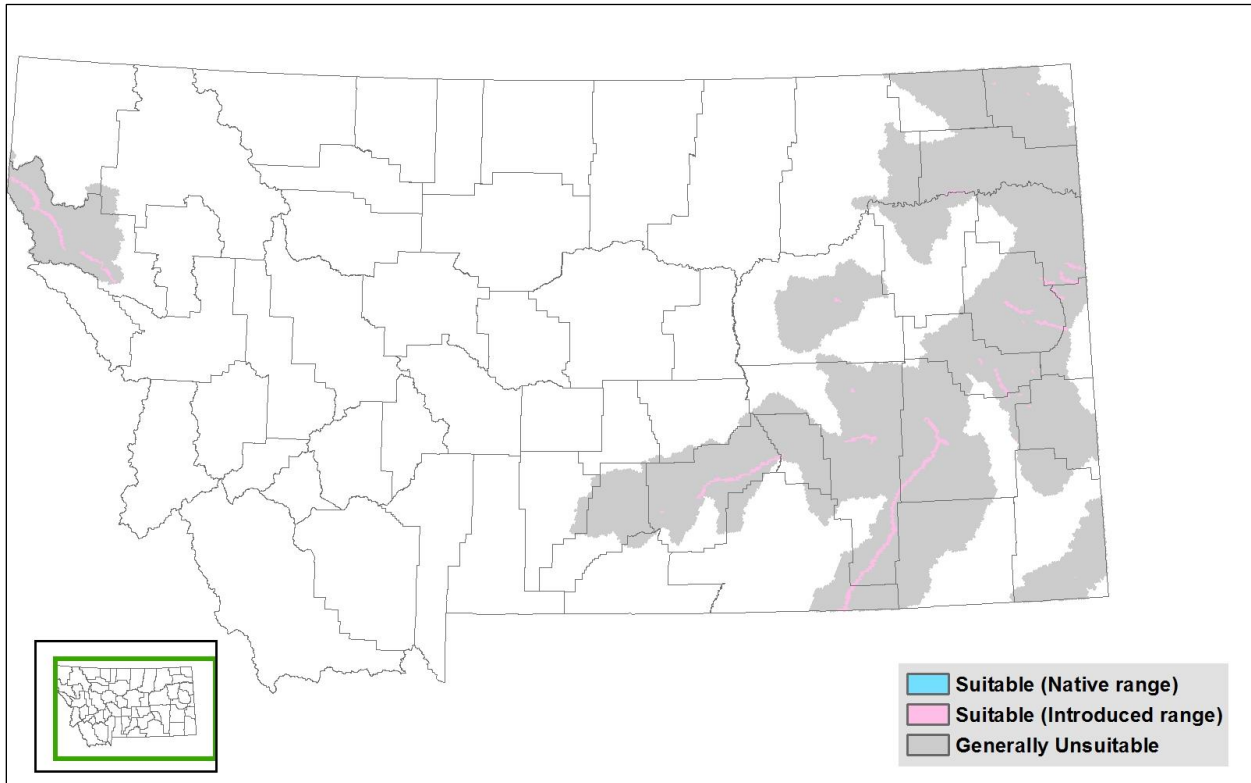 Suitable (Native range)
Suitable (Introduced range)
Generally Unsuitable